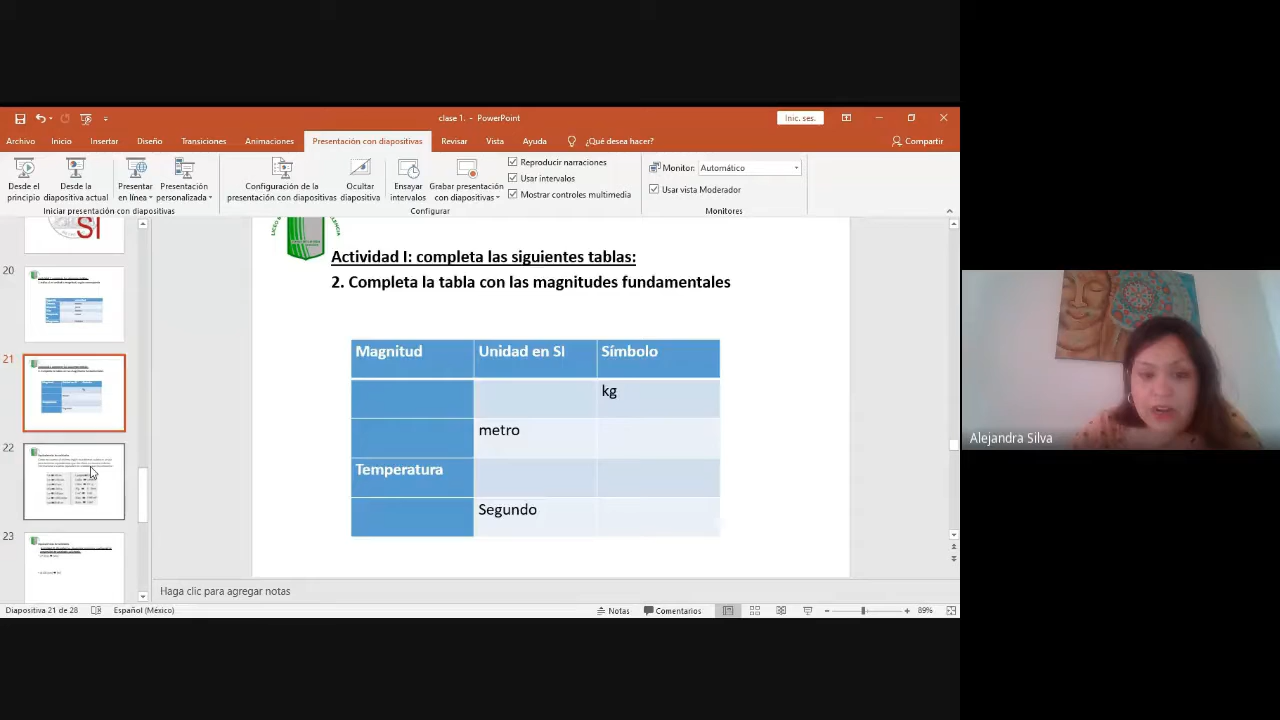 clase 1. - PowerPoint
Inic. ses.
Archivo Inicio Insertar Diseño Transiciones Animaciones Presentación con diapositivas Revisar Vista Ayuda ¿Qué desea hacer? Compartir
Desde el principio
Desde la diapositiva actual
Presentar en línea
Presentación personalizada
Iniciar presentación con diapositivas
Configuración de la presentación con diapositivas
Ocultar diapositiva
Ensayar intervalos
Grabar presentación con diapositivas
Reproducir narraciones
Usar intervalos
Mostrar controles multimedia
Configurar
Monitor: Automático
Usar vista Moderador
Monitores
SI
20
21
22
23
Actividad I: completa las siguientes tablas:
2. Completa la tabla con las magnitudes fundamentales
Magnitud Unidad en SI Símbolo
kg
metro
Temperatura
Segundo
Haga clic para agregar notas
Diapositiva 21 de 28 Español (México) Notas Comentarios 89%
Alejandra Silva